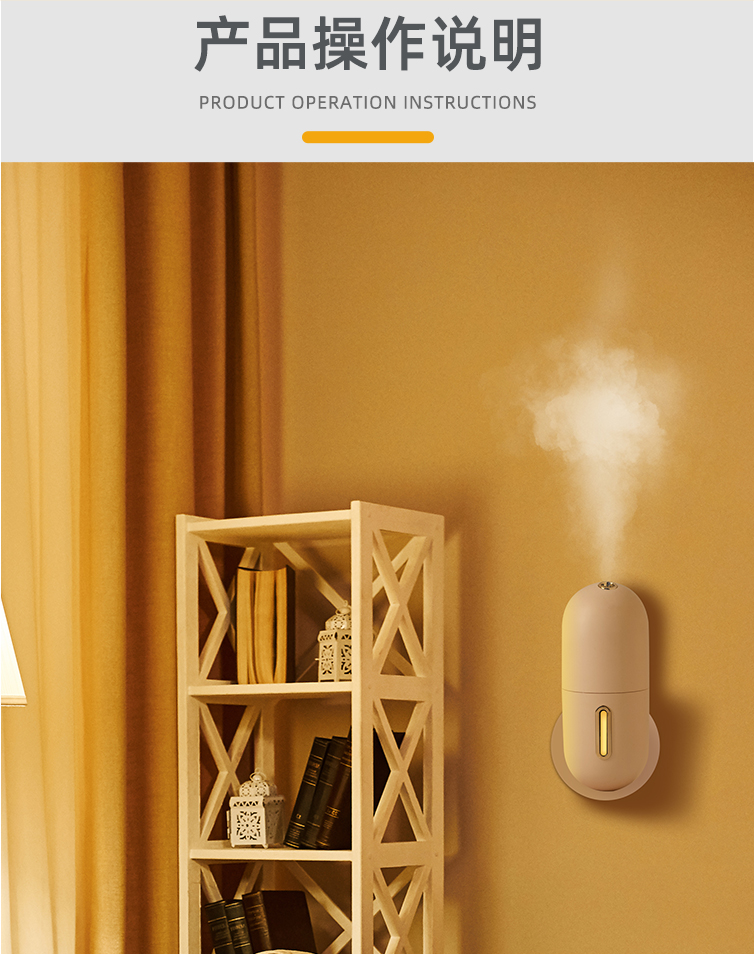 产品操作说明
PRODUCT OPERATION INSTRUCTIONS